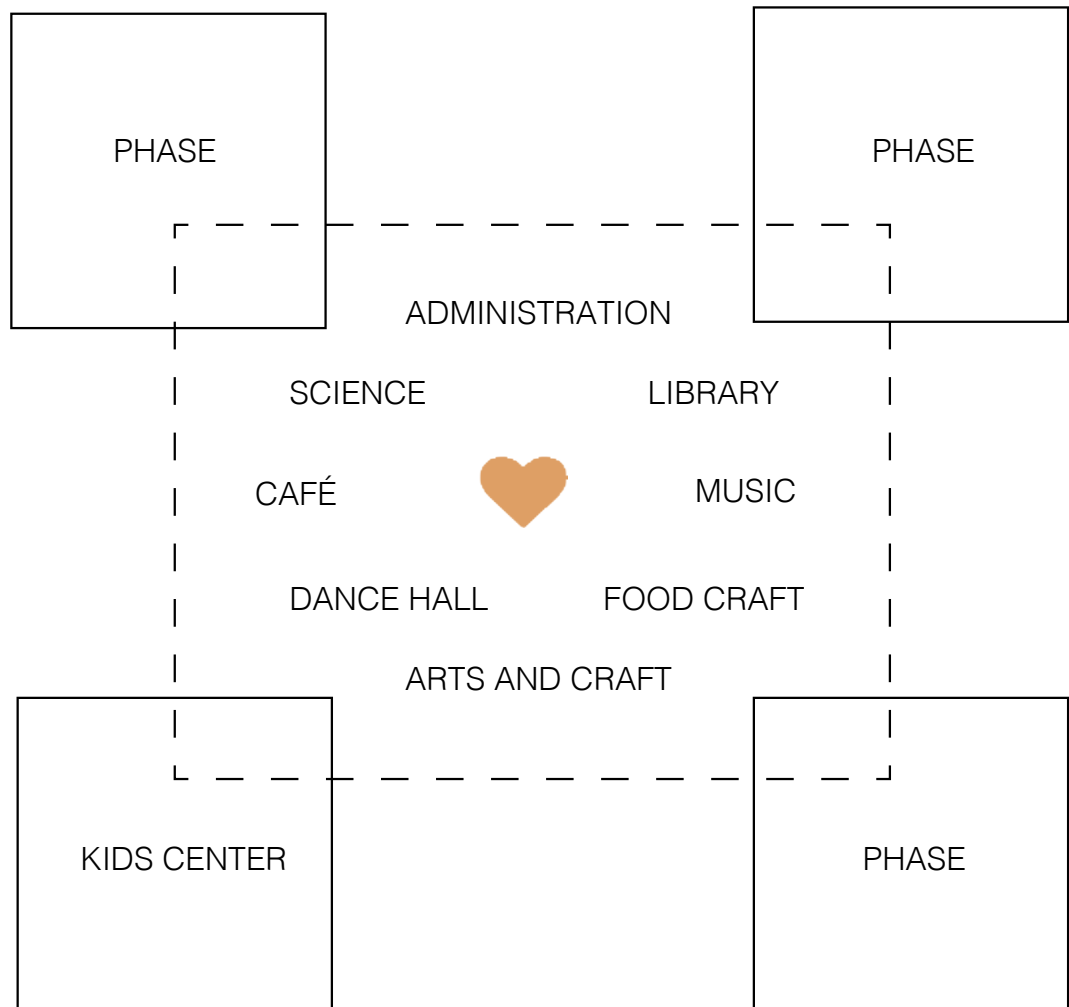 PHASE
PHASE
ADMINISTRATION
SCIENCE
LIBRARY
CAFÉ
MUSIC
DANCE HALL
FOOD CRAFT
ARTS AND CRAFT
KIDS CENTER
PHASE